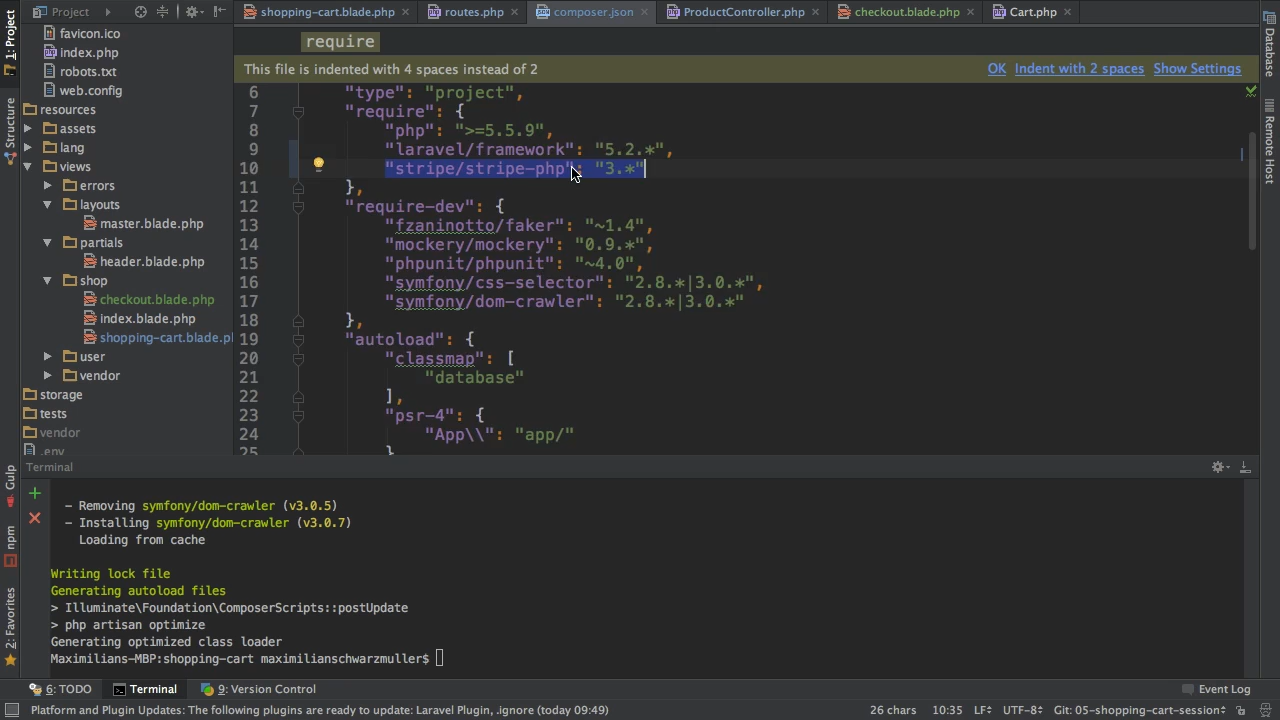 Project
shopping-cart.blade.php
routes.php
composer.json
ProductController.php
checkout.blade.php
Cart.php
1: Project
Structure
Gulp
npm
2: Favorites
Database
Remote Host
favicon.ico
index.php
robots.txt
web.config
resources
assets
lang
views
errors
layouts
master.blade.php
partials
header.blade.php
shop
checkout.blade.php
index.blade.php
shopping-cart.blade.p
user
vendor
storage
tests
vendor
.env
require
This file is indented with 4 spaces instead of 2
OK Indent with 2 spaces Show Settings
6 "type": "project",
7 "require": {
8 "php": ">=5.5.9",
9 "laravel/framework": "5.2.*",
10 "stripe/stripe-php": "3.*"
11 },
12 "require-dev": {
13 "fzaninotto/faker": "~1.4",
14 "mockery/mockery": "0.9.*",
15 "phpunit/phpunit": "~4.0",
16 "symfony/css-selector": "2.8.*|3.0.*",
17 "symfony/dom-crawler": "2.8.*|3.0.*"
18 },
19 "autoload": {
20 "classmap": [
21 "database"
22 ],
23 "psr-4": {
24 "App\\": "app/"
25 }
Terminal
- Removing symfony/dom-crawler (v3.0.5)
- Installing symfony/dom-crawler (v3.0.7)
Loading from cache
Writing lock file
Generating autoload files
> Illuminate\Foundation\ComposerScripts::postUpdate
> php artisan optimize
Generating optimized class loader
Maximilians-MBP:shopping-cart maximilianschwarzmuller$
6: TODO
Terminal
9: Version Control
Event Log
Platform and Plugin Updates: The following plugins are ready to update: Laravel Plugin, .ignore (today 09:49)
26 chars 10:35 LF÷ UTF-8÷ Git: 05-shopping-cart-session÷